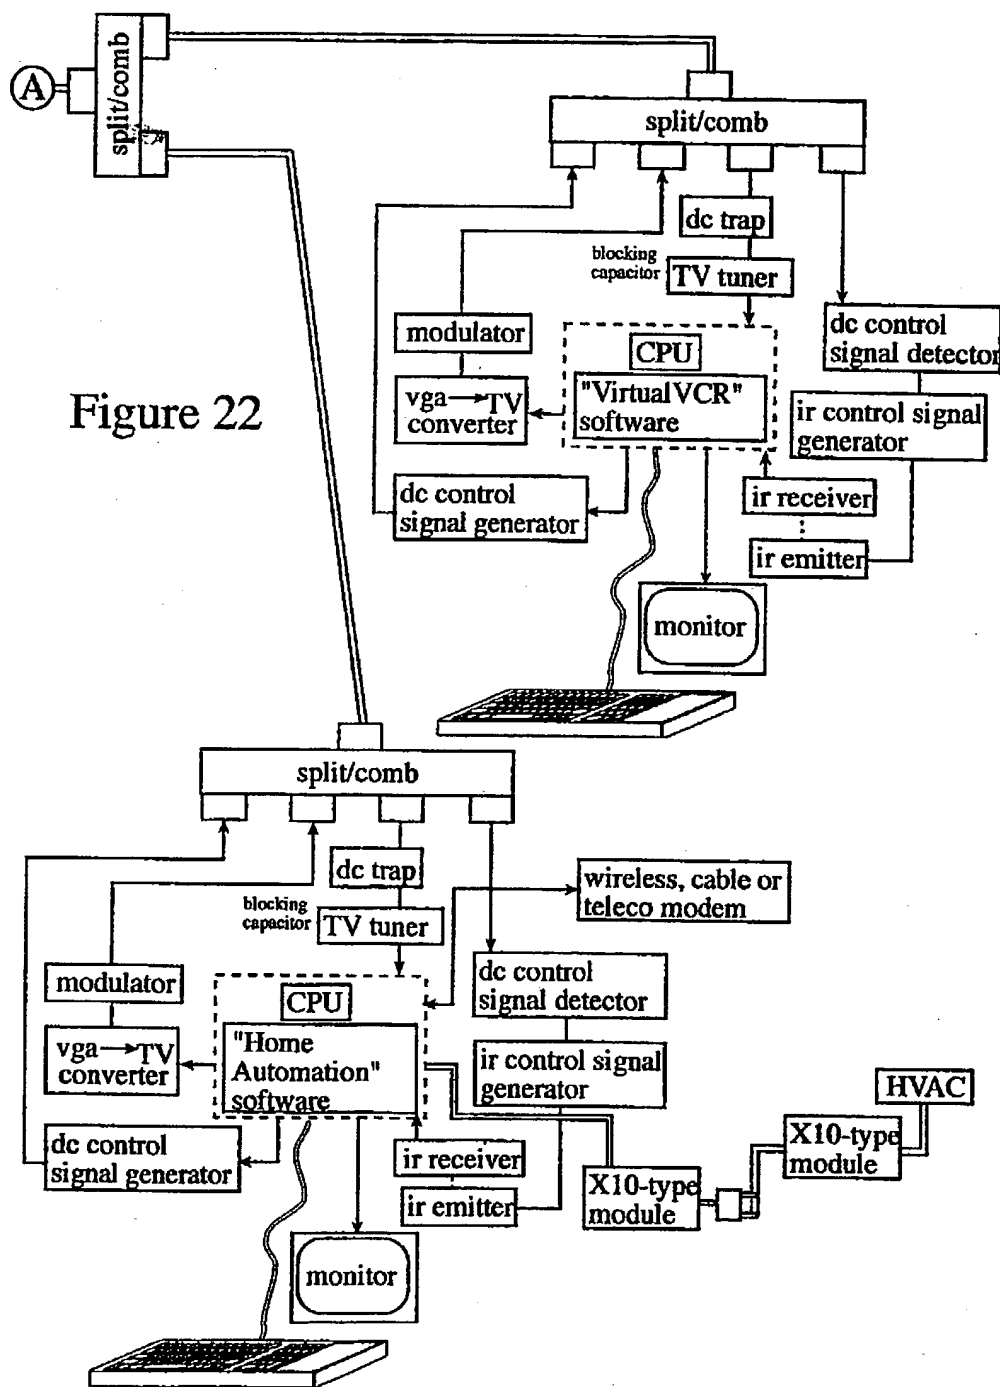 A
split/comb
split/comb
dc trap
blocking
capacitor
TV tuner
modulator
CPU
dc control
signal detector
Figure 22
vga→TV
converter
"VirtualVCR"
software
ir control signal
generator
dc control
signal generator
ir receiver
ir emitter
monitor
split/comb
dc trap
wireless, cable or
teleco modem
blocking
capacitor
TV tuner
modulator
CPU
dc control
signal detector
vga→TV
converter
"Home
Automation"
software
ir control signal
generator
HVAC
X10-type
module
dc control
signal generator
ir receiver
X10-type
module
ir emitter
monitor